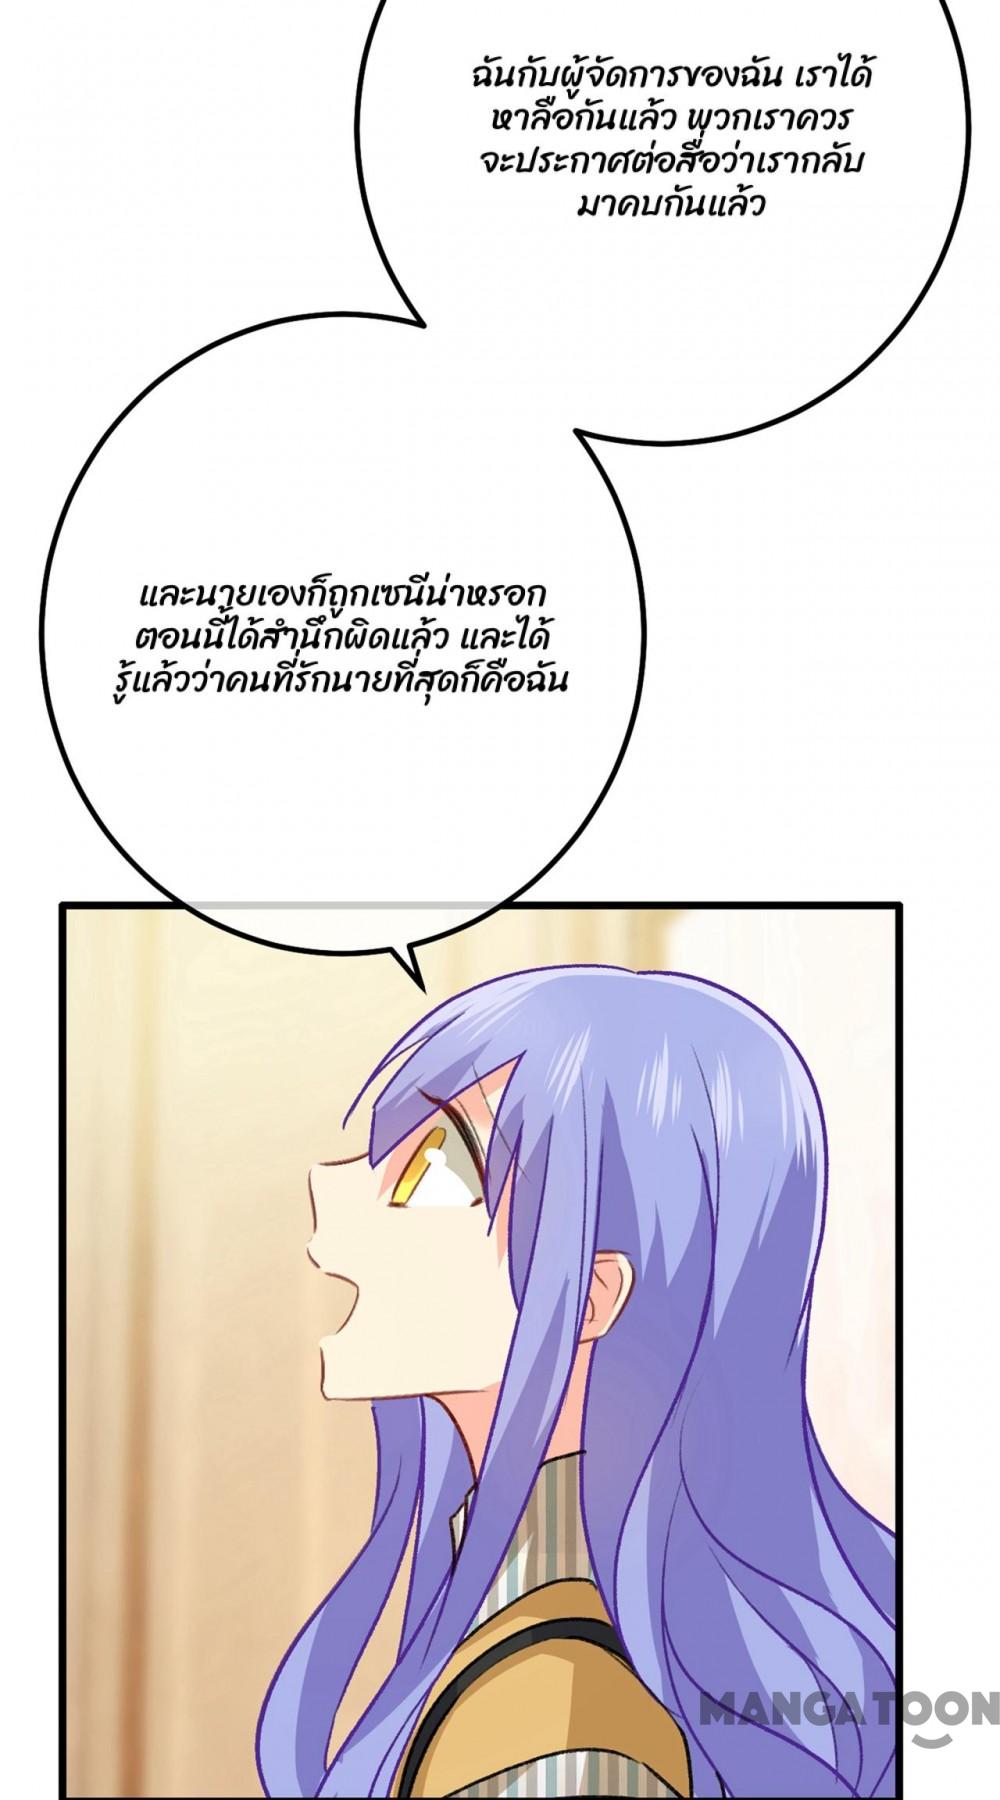 ฉันกับผู้จัดการของฉัน เราได้
หาลือกันแล้ว พวกเราควร
จะประกาศต่อสื่อว่าเรากลับ
มาคบกันแล้ว
และนายเองก็ถูกเซนีน่าหรอก
ตอนนี้ได้สำนึกผิดแล้ว และได้
รู้แล้วว่าคนที่รักนายที่สุดก็คือฉัน
MANGATOON